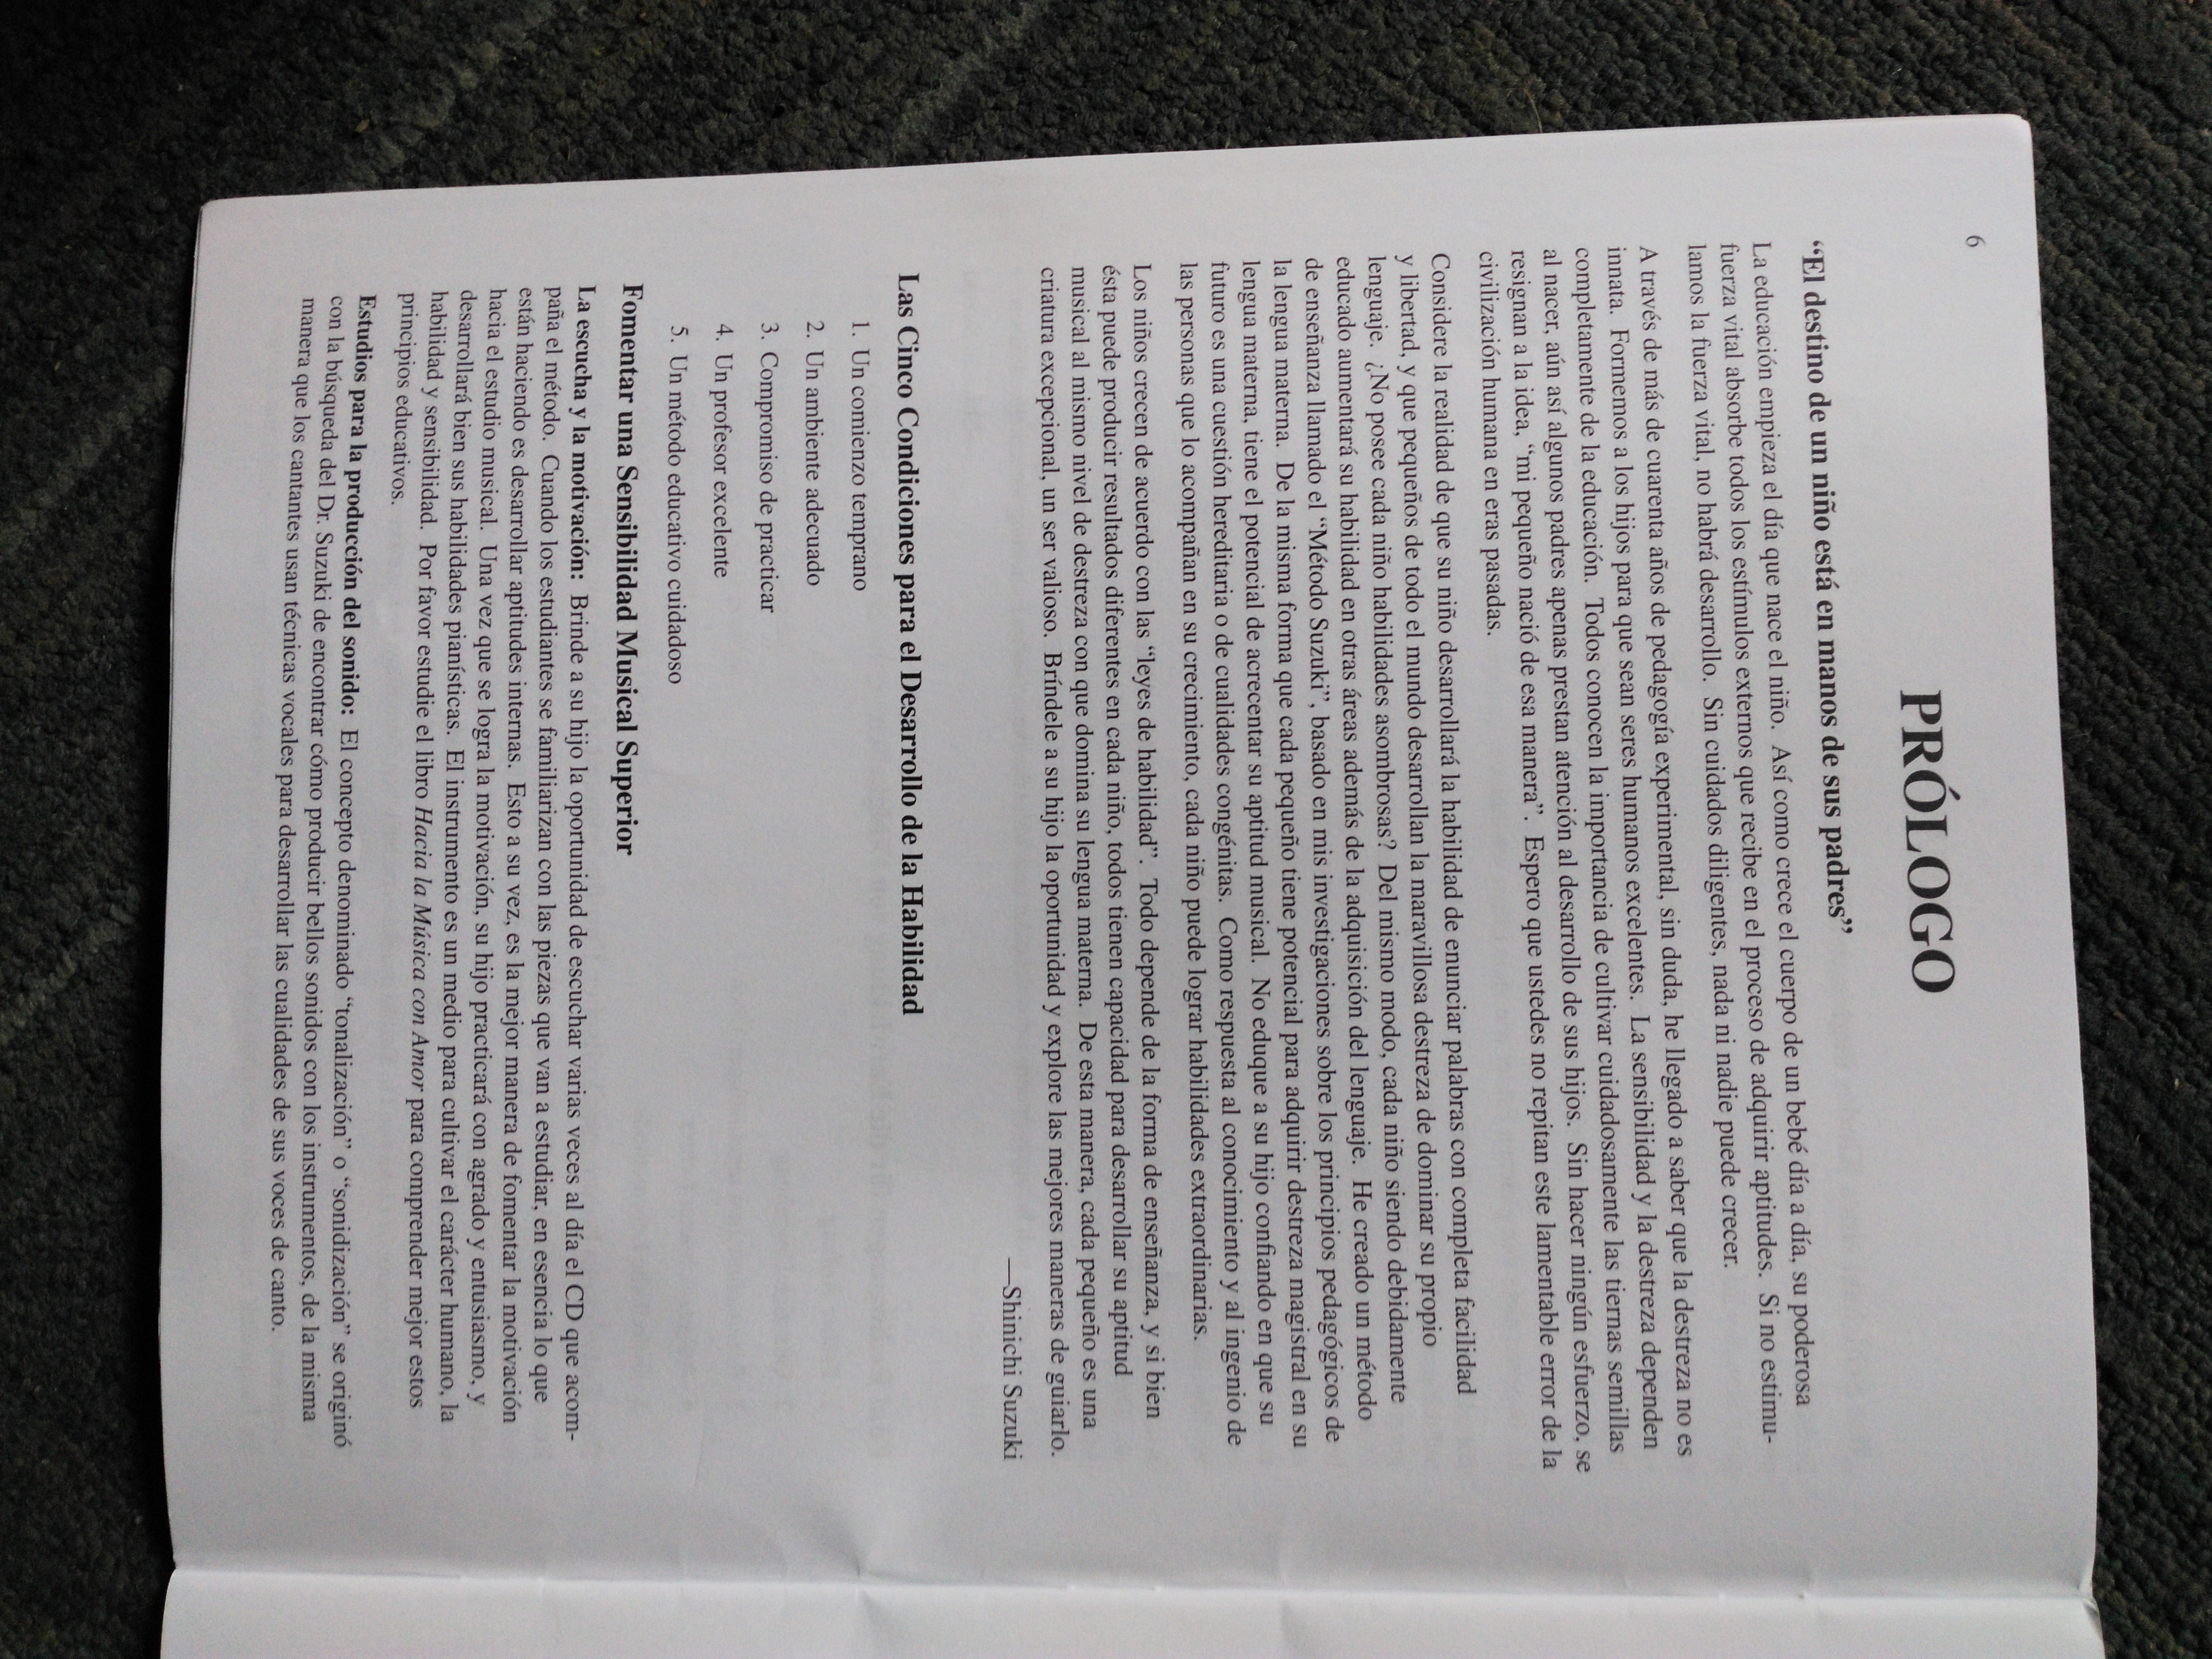 6
PRÓLOGO
“El destino de un niño está en manos de sus padres”
La educación empieza el día que nace el niño. Así como crece el cuerpo de un bebé día a día, su poderosa
fuerza vital absorbe todos los estímulos externos que recibe en el proceso de adquirir aptitudes. Si no estimu-
lamos la fuerza vital, no habrá desarrollo. Sin cuidados diligentes, nada ni nadie puede crecer.
A través de más de cuarenta años de pedagogía experimental, sin duda, he llegado a saber que la destreza no es
innata. Formemos a los hijos para que sean seres humanos excelentes. La sensibilidad y la destreza dependen
completamente de la educación. Todos conocen la importancia de cultivar cuidadosamente las tiernas semillas
al nacer, aún así algunos padres apenas prestan atención al desarrollo de sus hijos. Sin hacer ningún esfuerzo, se
resignan a la idea, “mi pequeño nació de esa manera”. Espero que ustedes no repitan este lamentable error de la
civilización humana en eras pasadas.
Considere la realidad de que su niño desarrollará la habilidad de enunciar palabras con completa facilidad
y libertad, y que pequeños de todo el mundo desarrollan la maravillosa destreza de dominar su propio
lenguaje. ¿No posee cada niño habilidades asombrosas? Del mismo modo, cada niño siendo debidamente
educado aumentará su habilidad en otras áreas además de la adquisición del lenguaje. He creado un método
de enseñanza llamado el “Método Suzuki”, basado en mis investigaciones sobre los principios pedagógicos de
la lengua materna. De la misma forma que cada pequeño tiene potencial para adquirir destreza magistral en su
lengua materna, tiene el potencial de acrecentar su aptitud musical. No eduque a su hijo confiando en que su
futuro es una cuestión hereditaria o de cualidades congénitas. Como respuesta al conocimiento y al ingenio de
las personas que lo acompañan en su crecimiento, cada niño puede lograr habilidades extraordinarias.
Los niños crecen de acuerdo con las “leyes de habilidad”. Todo depende de la forma de enseñanza, y si bien
ésta puede producir resultados diferentes en cada niño, todos tienen capacidad para desarrollar su aptitud
musical al mismo nivel de destreza con que domina su lengua materna. De esta manera, cada pequeño es una
criatura excepcional, un ser valioso. Bríndele a su hijo la oportunidad y explore las mejores maneras de guiarlo.
—Shinichi Suzuki
Las Cinco Condiciones para el Desarrollo de la Habilidad
1. Un comienzo temprano
2. Un ambiente adecuado
3. Compromiso de practicar
4. Un profesor excelente
5. Un método educativo cuidadoso
Fomentar una Sensibilidad Musical Superior
La escucha y la motivación: Brinde a su hijo la oportunidad de escuchar varias veces al día el CD que acom-
paña el método. Cuando los estudiantes se familiarizan con las piezas que van a estudiar, en esencia lo que
están haciendo es desarrollar aptitudes internas. Esto a su vez, es la mejor manera de fomentar la motivación
hacia el estudio musical. Una vez que se logra la motivación, su hijo practicará con agrado y entusiasmo, y
desarrollará bien sus habilidades pianísticas. El instrumento es un medio para cultivar el carácter humano, la
habilidad y sensibilidad. Por favor estudie el libro Hacia la Música con Amor para comprender mejor estos
principios educativos.
Estudios para la producción del sonido: El concepto denominado “tonalización” o “sonidización” se originó
con la búsqueda del Dr. Suzuki de encontrar cómo producir bellos sonidos con los instrumentos, de la misma
manera que los cantantes usan técnicas vocales para desarrollar las cualidades de sus voces de canto.